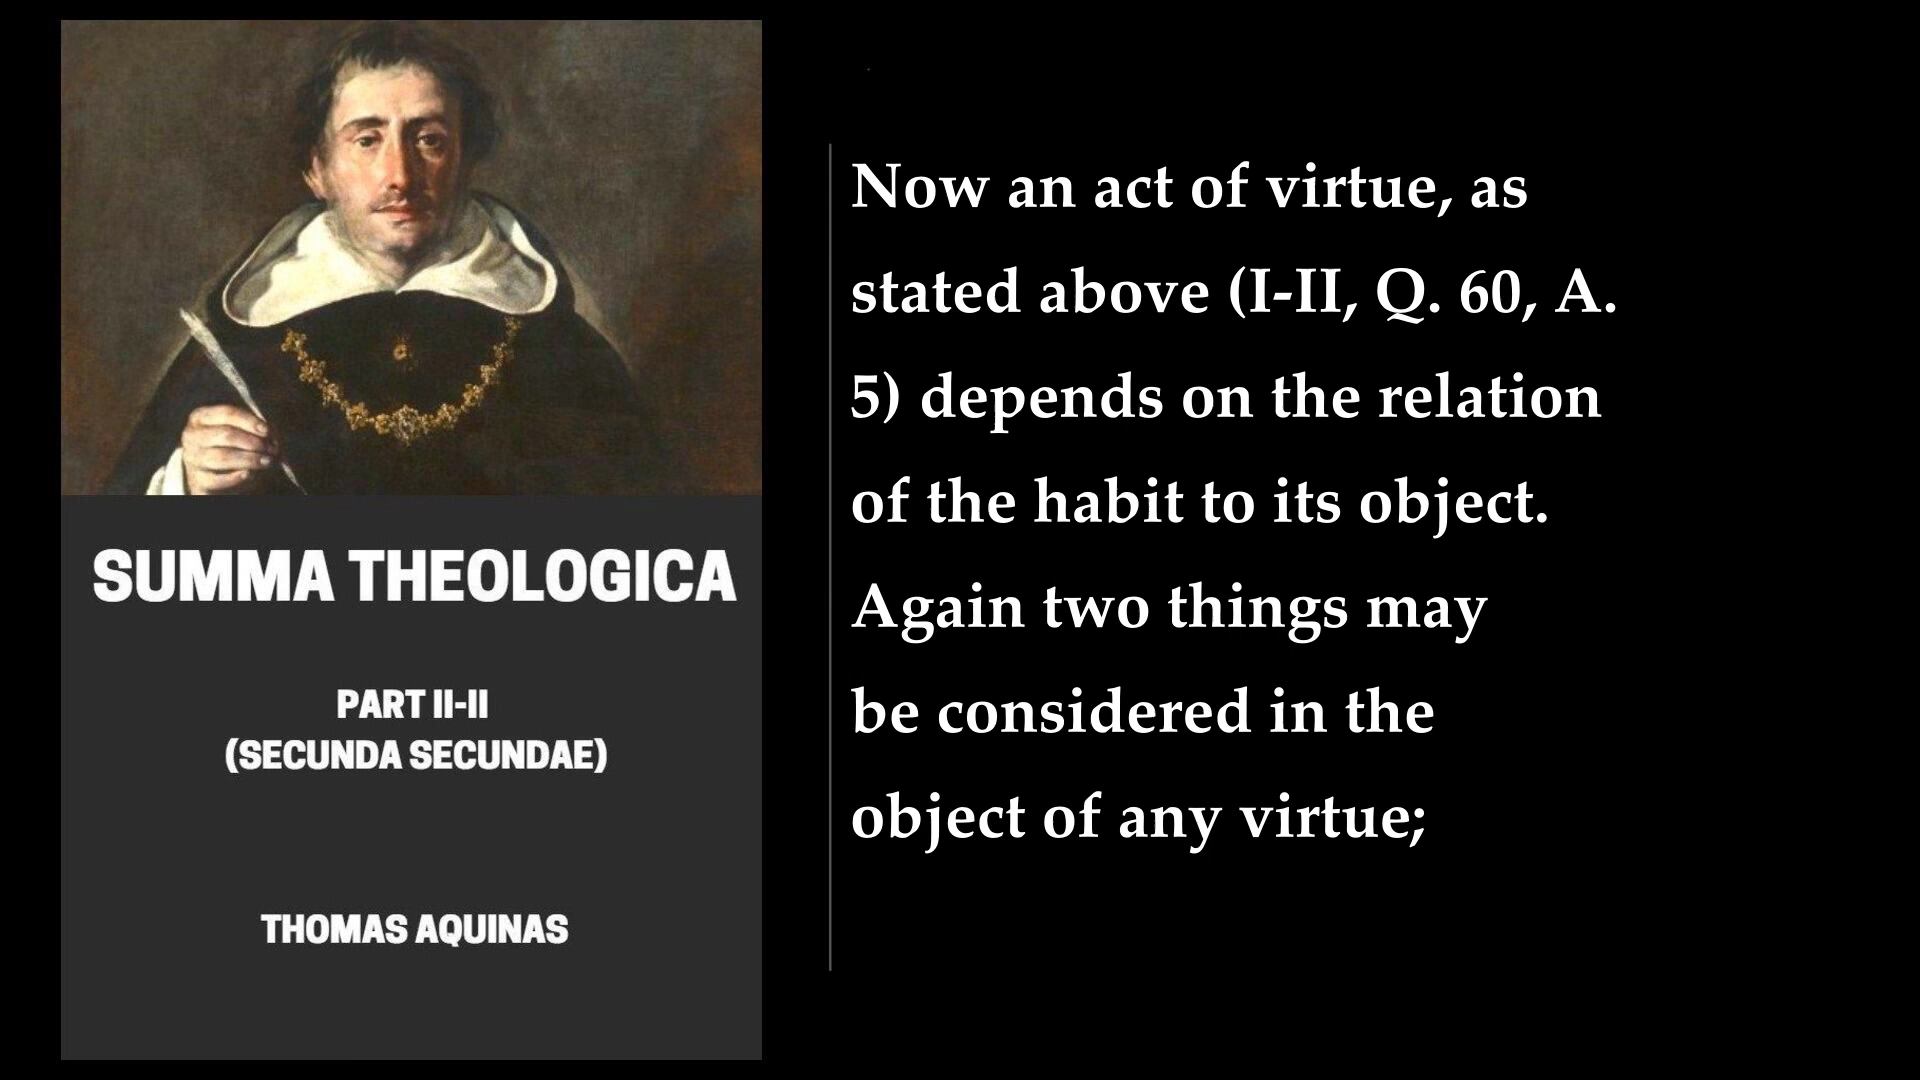 SUMMA THEOLOGICA
PART II-II
(SECUNDA SECUNDAE)
THOMAS AQUINAS
Now an act of virtue, as
stated above (I-II, Q. 60, A.
5) depends on the relation
of the habit to its object.
Again two things may
be considered in the
object of any virtue;